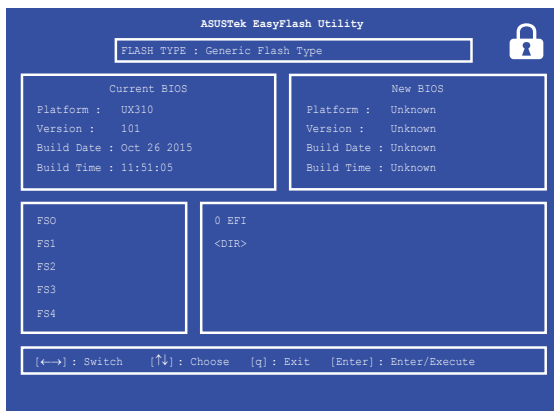 ASUSTek EasyFlash Utility
FLASH TYPE : Generic Flash Type
Current BIOS
Platform : UX310
Version : 101
Build Date : Oct 26 2015
Build Time : 11:51:05
New BIOS
Platform : Unknown
Version : Unknown
Build Date : Unknown
Build Time : Unknown
FSO
FS1
FS2
FS3
FS4
0 EFI
<DIR>
[←→] : Switch [↑↓] : Choose [q] : Exit [Enter] : Enter/Execute